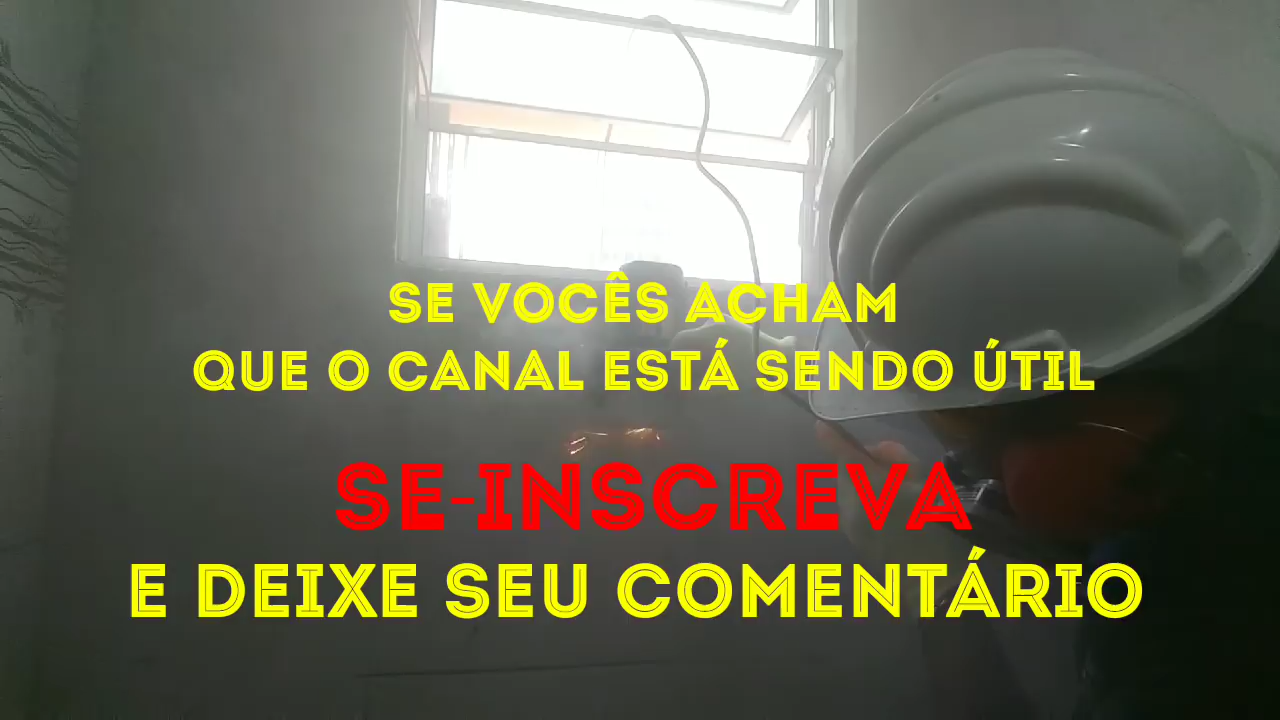 SE VOCÊS ACHAM
QUE O CANAL ESTÁ SENDO ÚTIL
SE-INSCREVA
E DEIXE SEU COMENTÁRIO